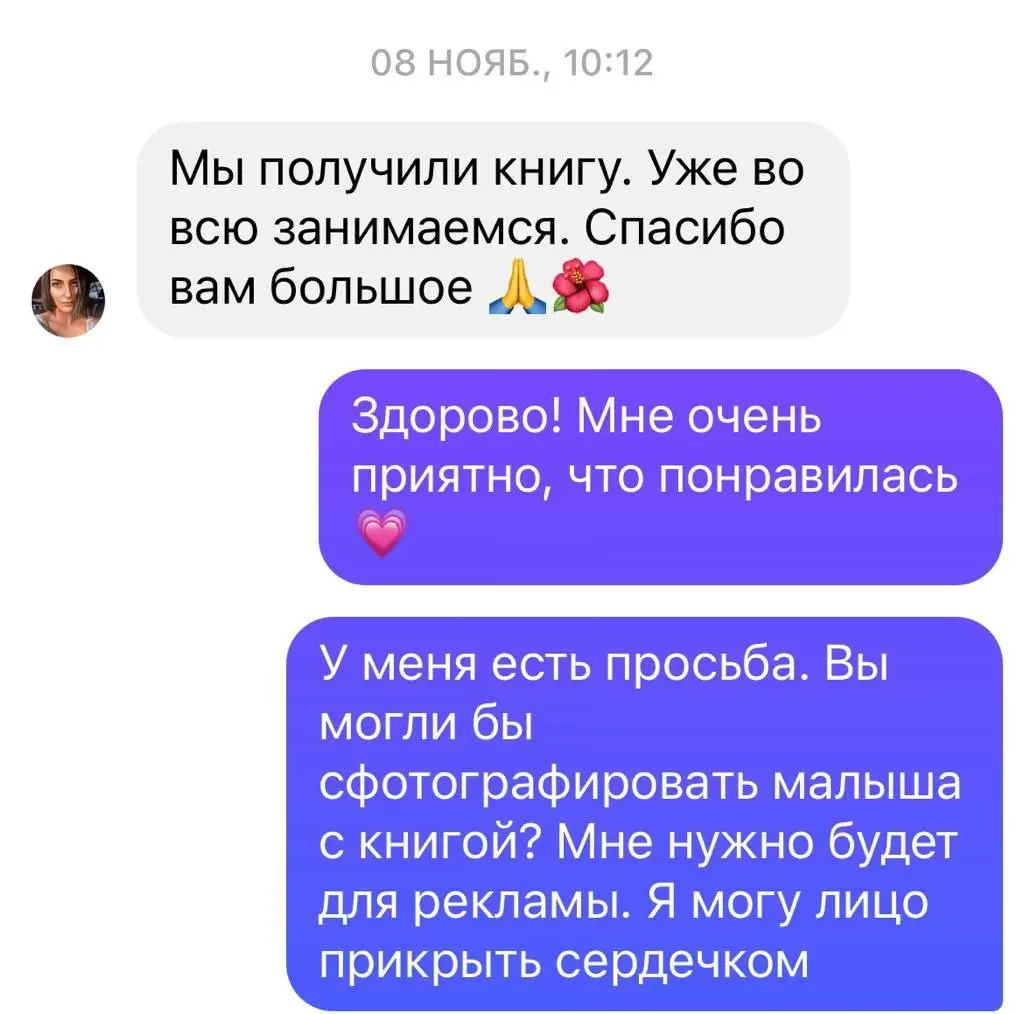 08 НОЯБ., 10:12
Мы получили книгу. Уже во
всю занимаемся. Спасибо
вам большое 🙏🌺
Здорово! Мне очень
приятно, что понравилась
💗
У меня есть просьба. Вы
могли бы
сфотографировать малыша
с книгой? Мне нужно будет
для рекламы. Я могу лицо
прикрыть сердечком